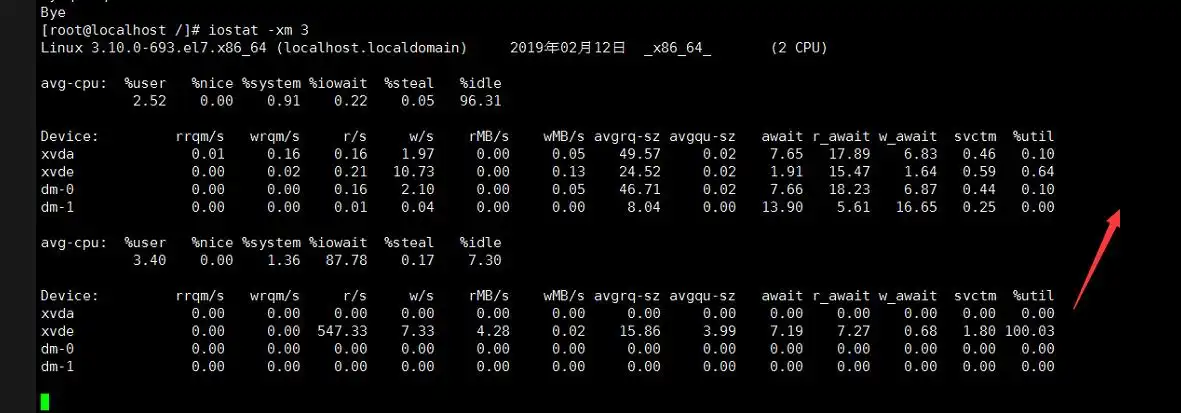 Bye
[root@localhost /]# iostat -xm 3
Linux 3.10.0-693.el7.x86_64 (localhost.localdomain) 2019年02月12日 _x86_64_ (2 CPU)
avg-cpu: %user %nice %system %iowait %steal %idle
2.52 0.00 0.91 0.22 0.05 96.31
Device: rrqm/s wrqm/s r/s w/s rMB/s wMB/s avgrq-sz avgqu-sz await r_await w_await svctm %util
xvda 0.01 0.16 0.16 1.97 0.00 0.05 49.57 0.02 7.65 17.89 6.83 0.46 0.10
xvde 0.00 0.02 0.21 10.73 0.00 0.13 24.52 0.02 1.91 15.47 1.64 0.59 0.64
dm-0 0.00 0.00 0.16 2.10 0.00 0.05 46.71 0.02 7.66 18.23 6.87 0.44 0.10
dm-1 0.00 0.00 0.01 0.04 0.00 0.00 8.04 0.00 13.90 5.61 16.65 0.25 0.00
avg-cpu: %user %nice %system %iowait %steal %idle
3.40 0.00 1.36 87.78 0.17 7.30
Device: rrqm/s wrqm/s r/s w/s rMB/s wMB/s avgrq-sz avgqu-sz await r_await w_await svctm %util
xvda 0.00 0.00 0.00 0.00 0.00 0.00 0.00 0.00 0.00 0.00 0.00 0.00 0.00
xvde 0.00 0.00 547.33 7.33 4.28 0.02 15.86 3.99 7.19 7.27 0.68 1.80 100.03
dm-0 0.00 0.00 0.00 0.00 0.00 0.00 0.00 0.00 0.00 0.00 0.00 0.00 0.00
dm-1 0.00 0.00 0.00 0.00 0.00 0.00 0.00 0.00 0.00 0.00 0.00 0.00 0.00